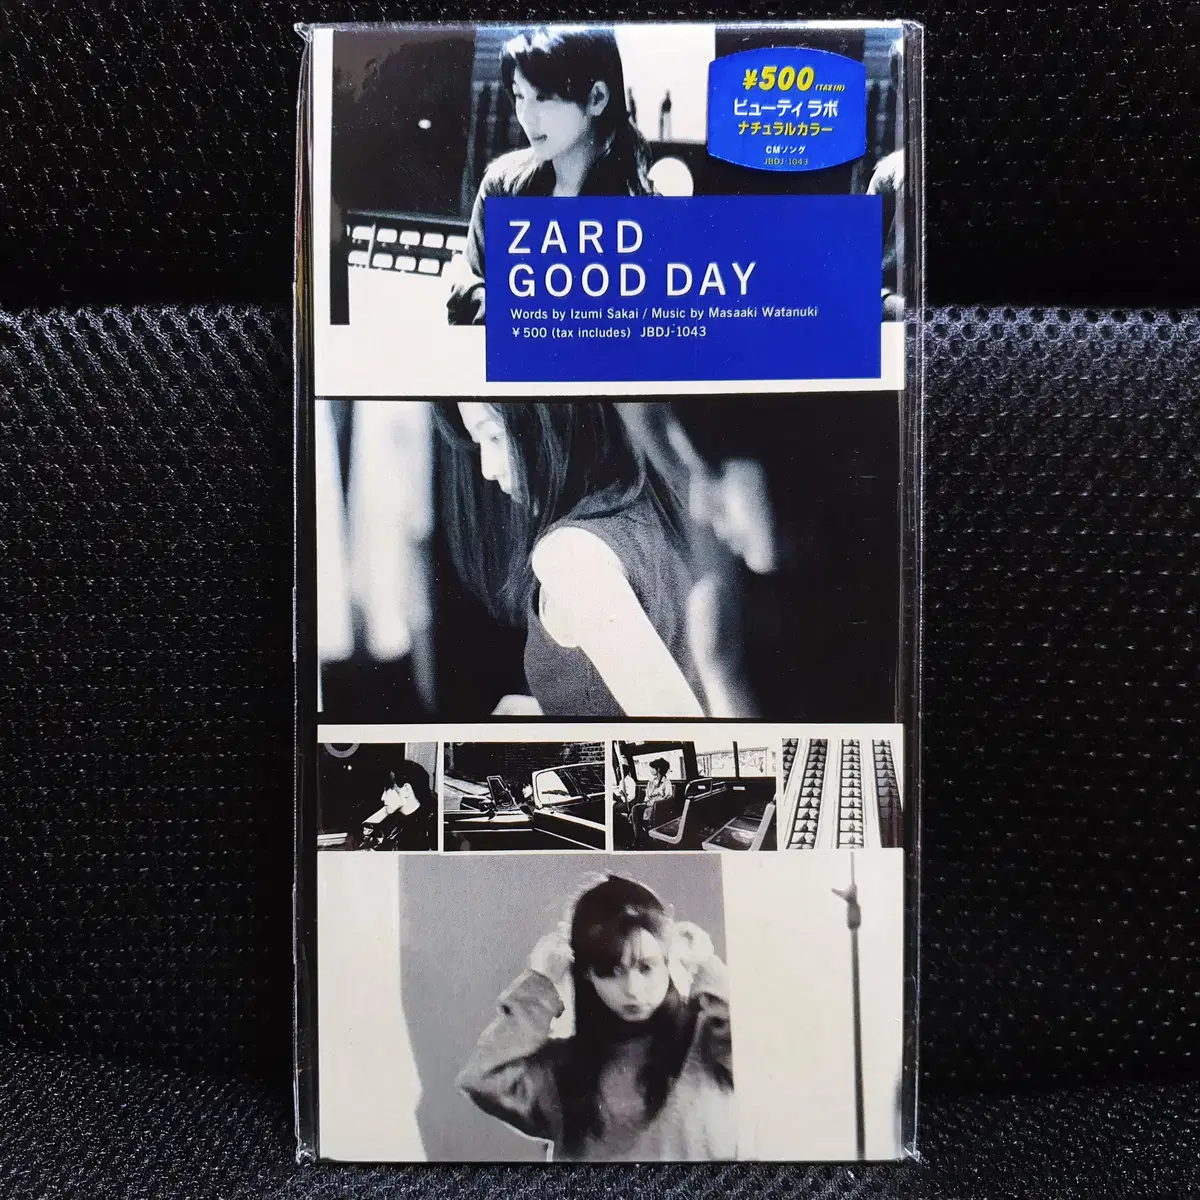 ¥500 (TAX IN)
ビューティ ラボ
ナチュラルカラー
CMソング
JBDJ-1043
ZARD
GOOD DAY
Words by Izumi Sakai / Music by Masaaki Watanuki
¥500 (tax includes) JBDJ-1043